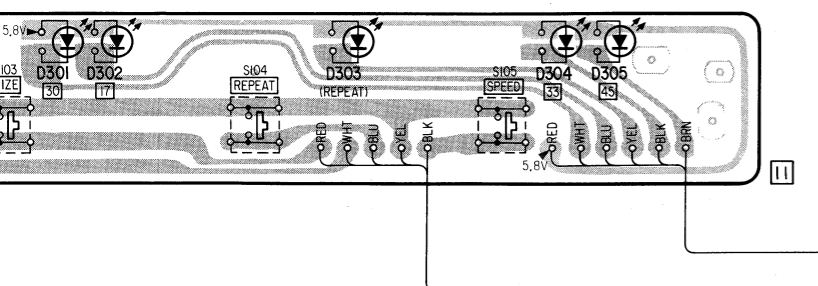 5,8V
D301 D302 D303 D304 D305
30 17 (REPEAT) 33 45
103 S104 S105
IZE REPEAT SPEED
RED WHT BLU YEL BLK
RED WHT BLU YEL BLK BRN
5,8V
11